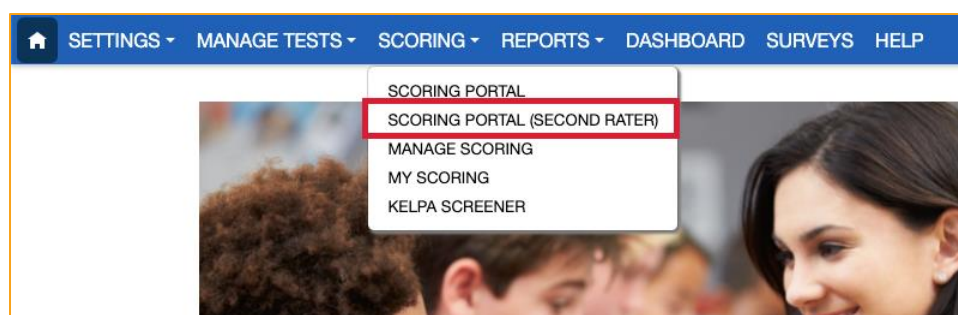 SETTINGS MANAGE TESTS SCORING REPORTS DASHBOARD SURVEYS HELP
SCORING PORTAL
SCORING PORTAL (SECOND RATER)
MANAGE SCORING
MY SCORING
KELPA SCREENER